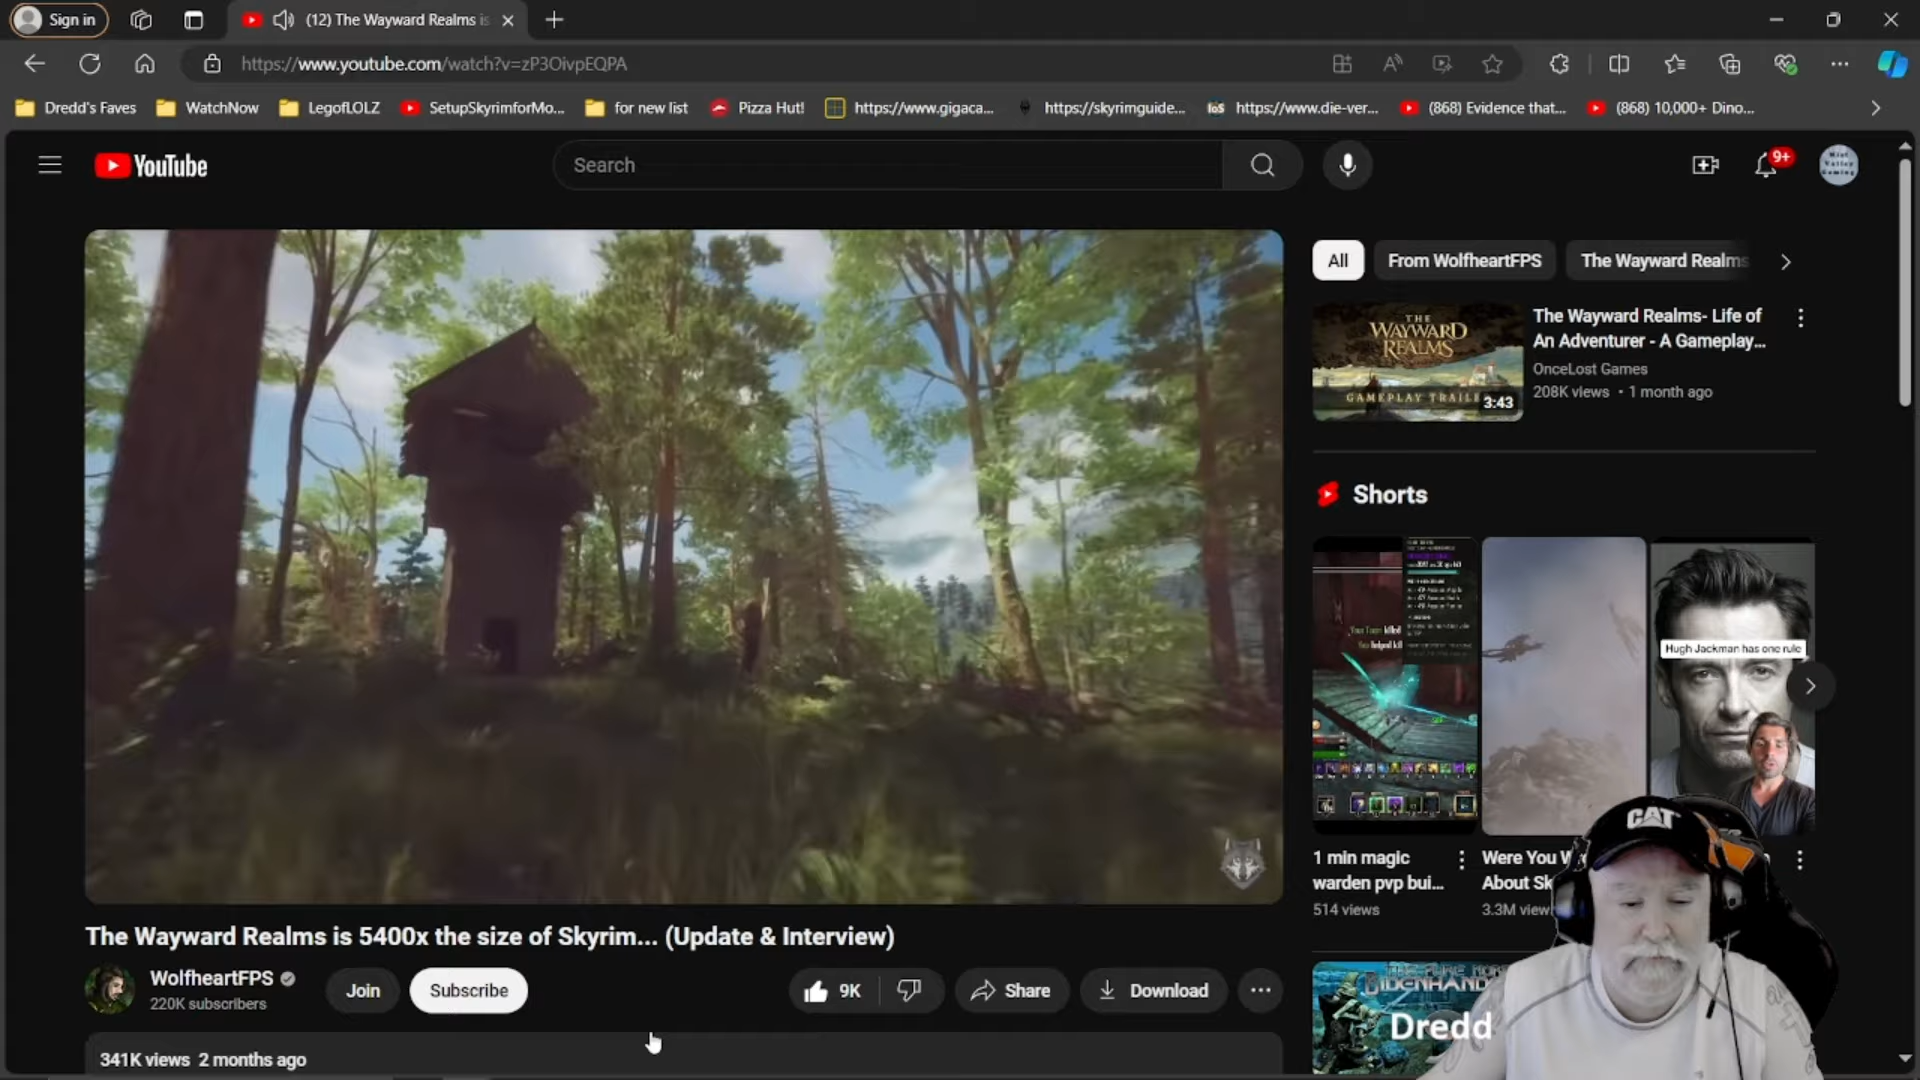 Sign in
(12) The Wayward Realms is
https://www.youtube.com/watch?v=zP3OivpEQPA
Dredd's Faves
WatchNow
LegoflOLZ
SetupSkyrimforMo...
for new list
Pizza Hut!
https://www.gigaca...
https://skyrimguide...
https://www.die-ver...
(868) Evidence that...
(868) 10,000+ Dino...
YouTube
Search
9+
All
From WolfheartFPS
The Wayward Realms
THE
WAYWARD
REALMS
GAMEPLAY TRAILE
3:43
The Wayward Realms- Life of
An Adventurer - A Gameplay...
OnceLost Games
208K views • 1 month ago
Shorts
Hugh Jackman has one rule
1 min magic
warden pvp bui...
514 views
Were You W
About Sk
3.3M view
CAT
Dredd
The Wayward Realms is 5400x the size of Skyrim... (Update & Interview)
WolfheartFPS
220K subscribers
Join
Subscribe
9K
Share
Download
341K views 2 months ago